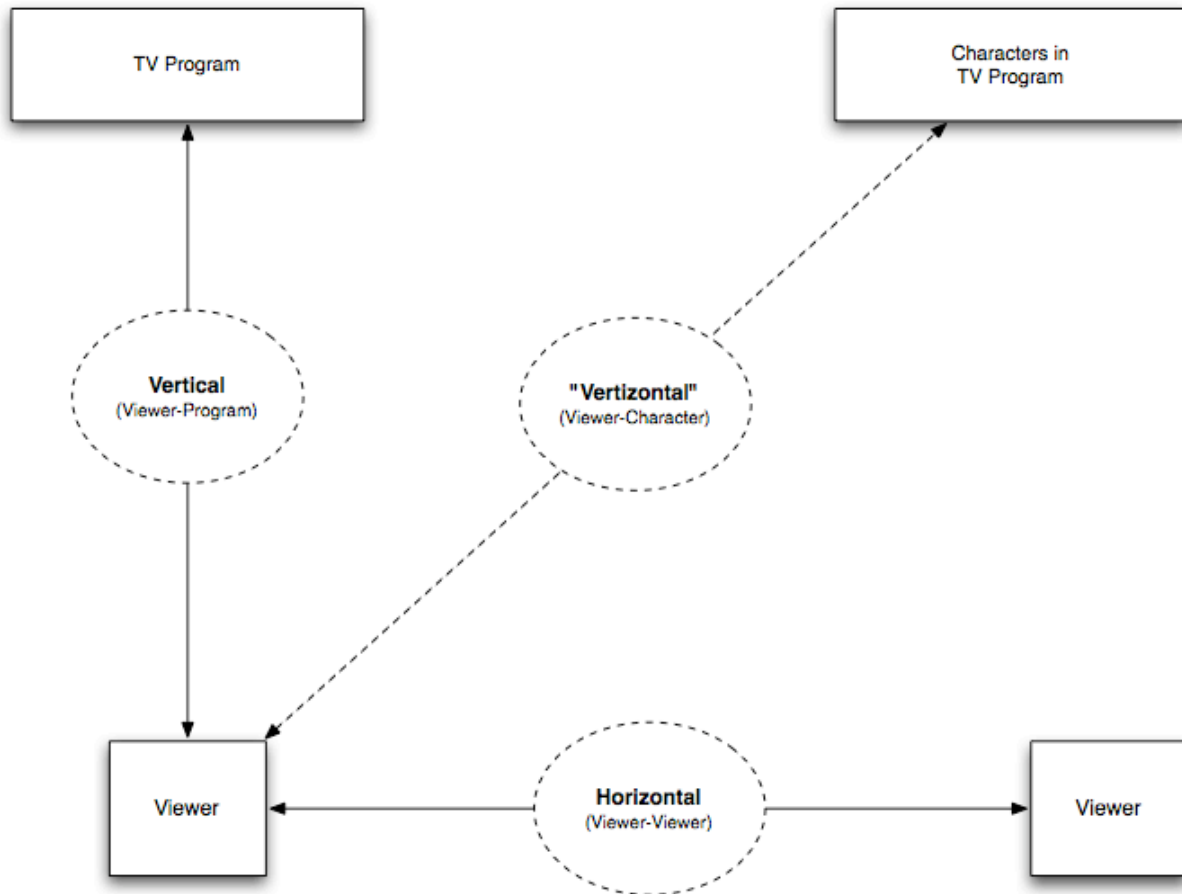 TV Program
Characters in
TV Program
Vertical
(Viewer-Program)
"Vertizontal"
(Viewer-Character)
Viewer
Horizontal
(Viewer-Viewer)
Viewer